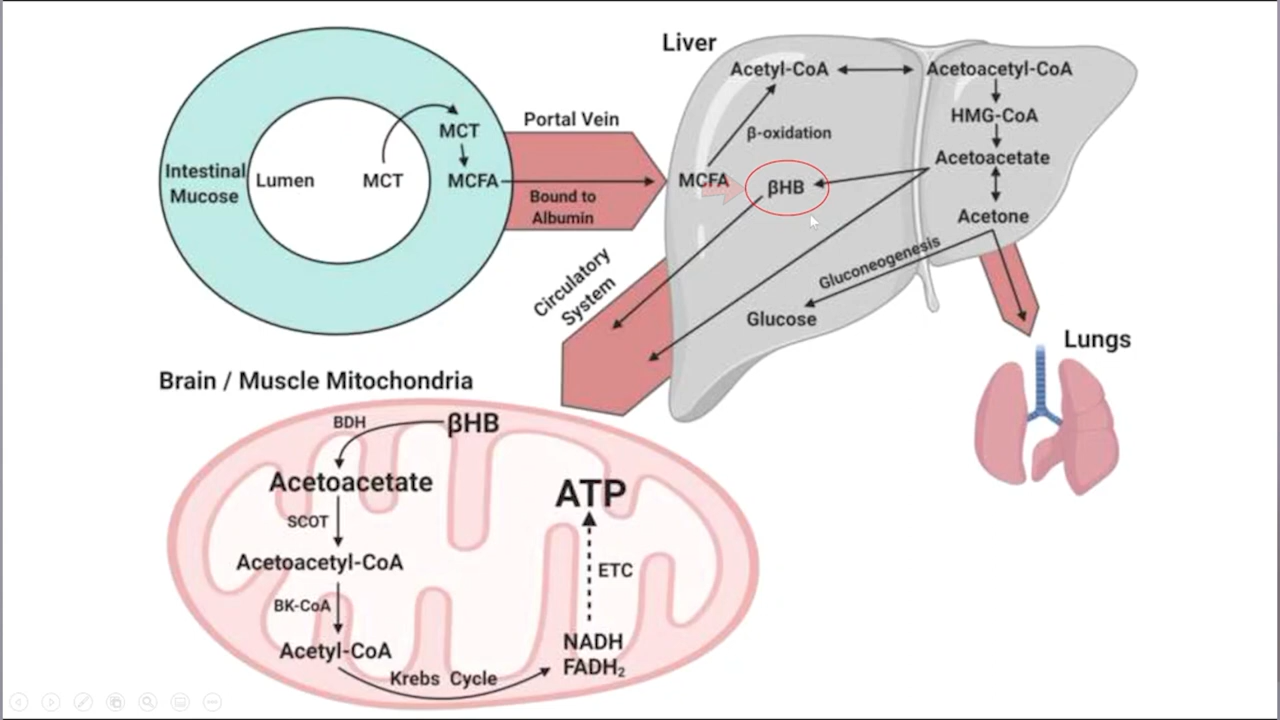 Liver
Acetyl-CoA
Acetoacetyl-CoA
Portal Vein
MCT
β-oxidation
HMG-CoA
Intestinal
Mucose
Lumen
MCT
MCFA
Bound to
Albumin
MCFA
βHB
Acetoacetate
Acetone
Circulatory
System
Gluconeogenesis
Glucose
Lungs
Brain / Muscle Mitochondria
BDH
βHB
Acetoacetate
SCOT
Acetoacetyl-CoA
BK-CoA
Acetyl-CoA
Krebs Cycle
ATP
ETC
NADH
FADH₂